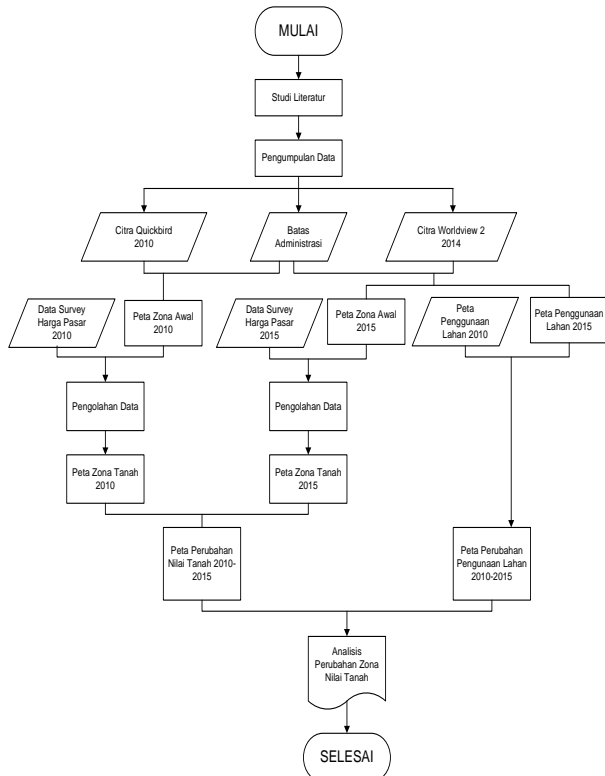 MULAI
Studi Literatur
Pengumpulan Data
Citra Quickbird
2010
Batas
Administrasi
Citra Worldview 2
2014
Data Survey
Harga Pasar
2010
Peta Zona Awal
2010
Data Survey
Harga Pasar
2015
Peta Zona Awal
2015
Peta
Penggunaan
Lahan 2010
Peta Penggunaan
Lahan 2015
Pengolahan Data
Pengolahan Data
Peta Zona Tanah
2010
Peta Zona Tanah
2015
Peta Perubahan
Nilai Tanah 2010-
2015
Peta Perubahan
Pengunaan Lahan
2010-2015
Analisis
Perubahan Zona
Nilai Tanah
SELESAI